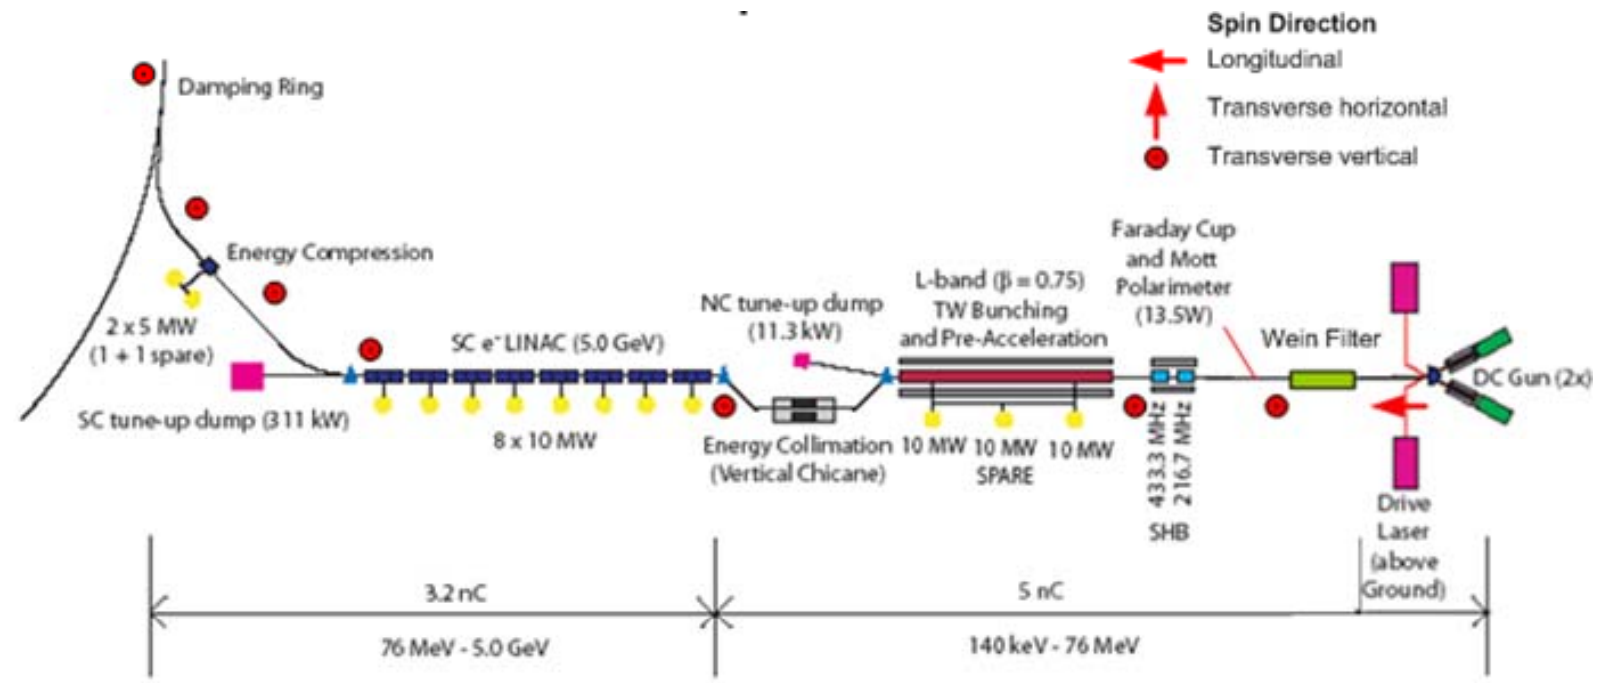 Spin Direction
Longitudinal
Transverse horizontal
Transverse vertical
Damping Ring
Energy Compression
2 x 5 MW
(1 + 1 spare)
SC tune-up dump (311 kW)
SC e⁻ LINAC (5.0 GeV)
8 x 10 MW
NC tune-up dump
(11.3 kW)
Energy Collimation
(Vertical Chicane)
L-band (β = 0.75)
TW Bunching
and Pre-Acceleration
10 MW
10 MW
10 MW
SPARE
Faraday Cup
and Mott
Polarimeter
(13.5W)
433.3 MHz
216.7 MHz
SHB
Wein Filter
DC Gun (2x)
Drive
Laser
(above
Ground)
3.2 nC
5 nC
76 MeV - 5.0 GeV
140 keV - 76 MeV